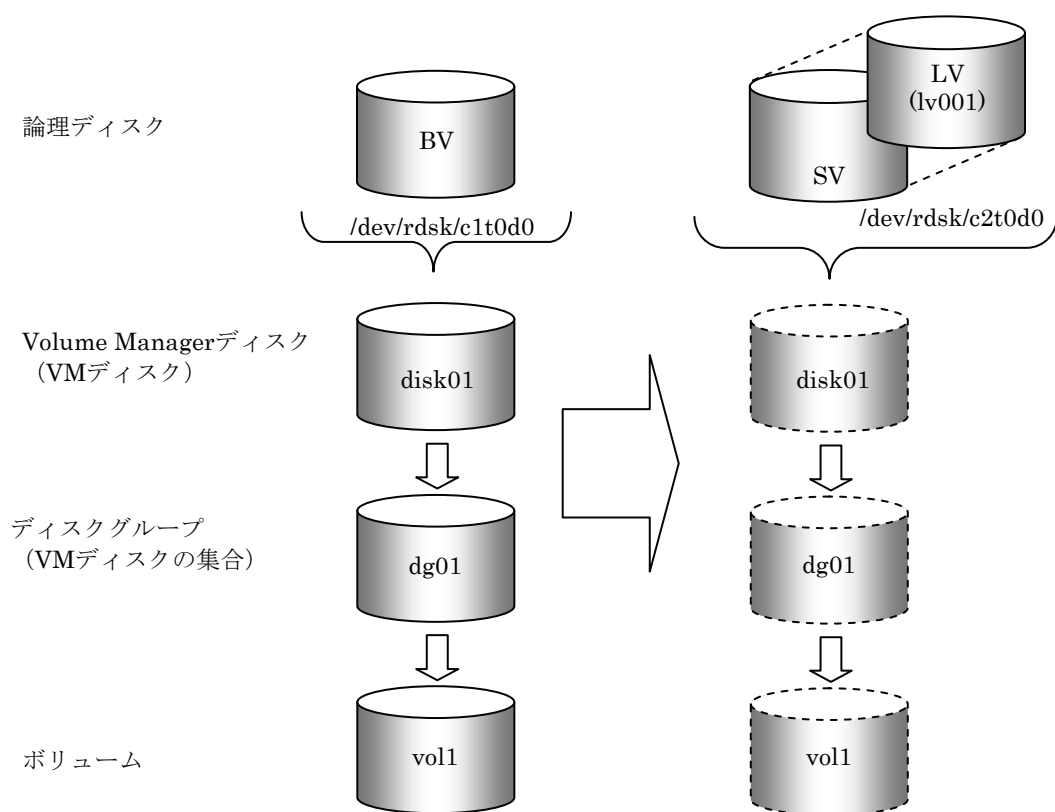 論理ディスク
BV
LV
(lv001)
SV
/dev/rdsk/c1t0d0
/dev/rdsk/c2t0d0
Volume Managerディスク
（VMディスク）
disk01
disk01
ディスクグループ
（VMディスクの集合）
dg01
dg01
ボリューム
vol1
vol1